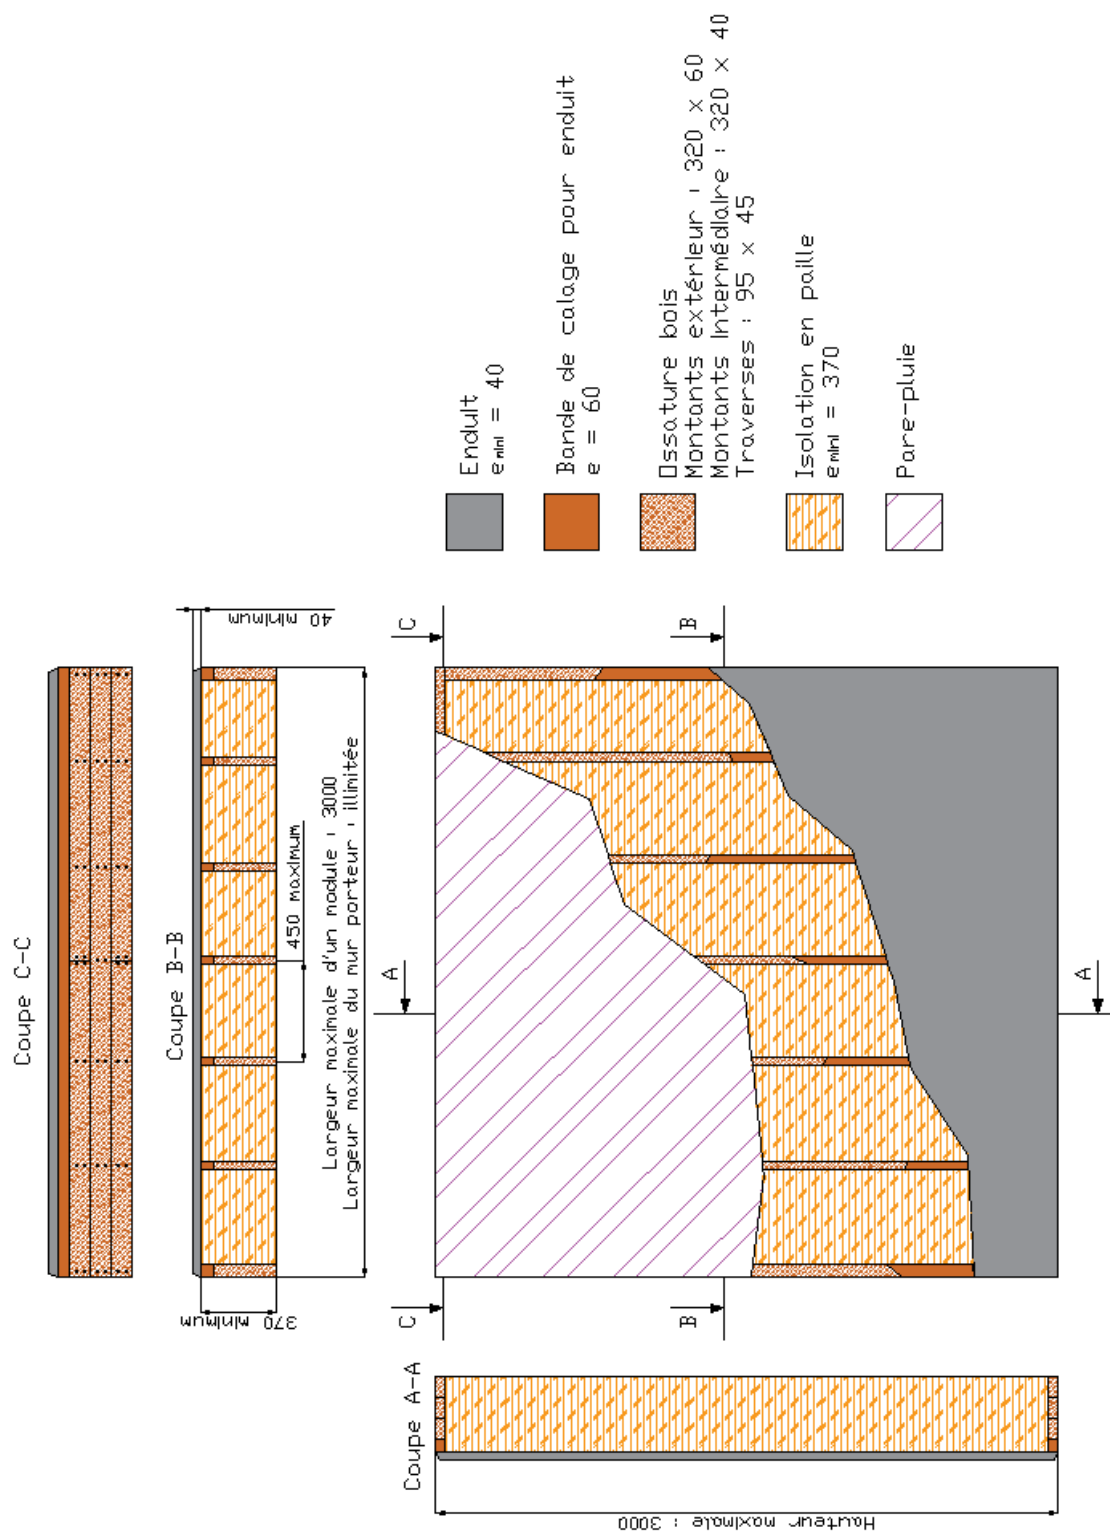 Coupe C-C
Coupe B-B
40 minimum
370 minimum
450 maximum
Largeur maximale d'un module : 3000
Largeur maximale du mur porteur : illimitée
C
C
B
B
A
A
Coupe A-A
Hauteur maximale : 3000
Enduit
e mini = 40
Bande de calage pour enduit
e = 60
Ossature bois
Montants extérieur : 320 x 60
Montants intermédiaire : 320 x 40
Traverses : 95 x 45
Isolation en paille
e mini = 370
Pare-pluie